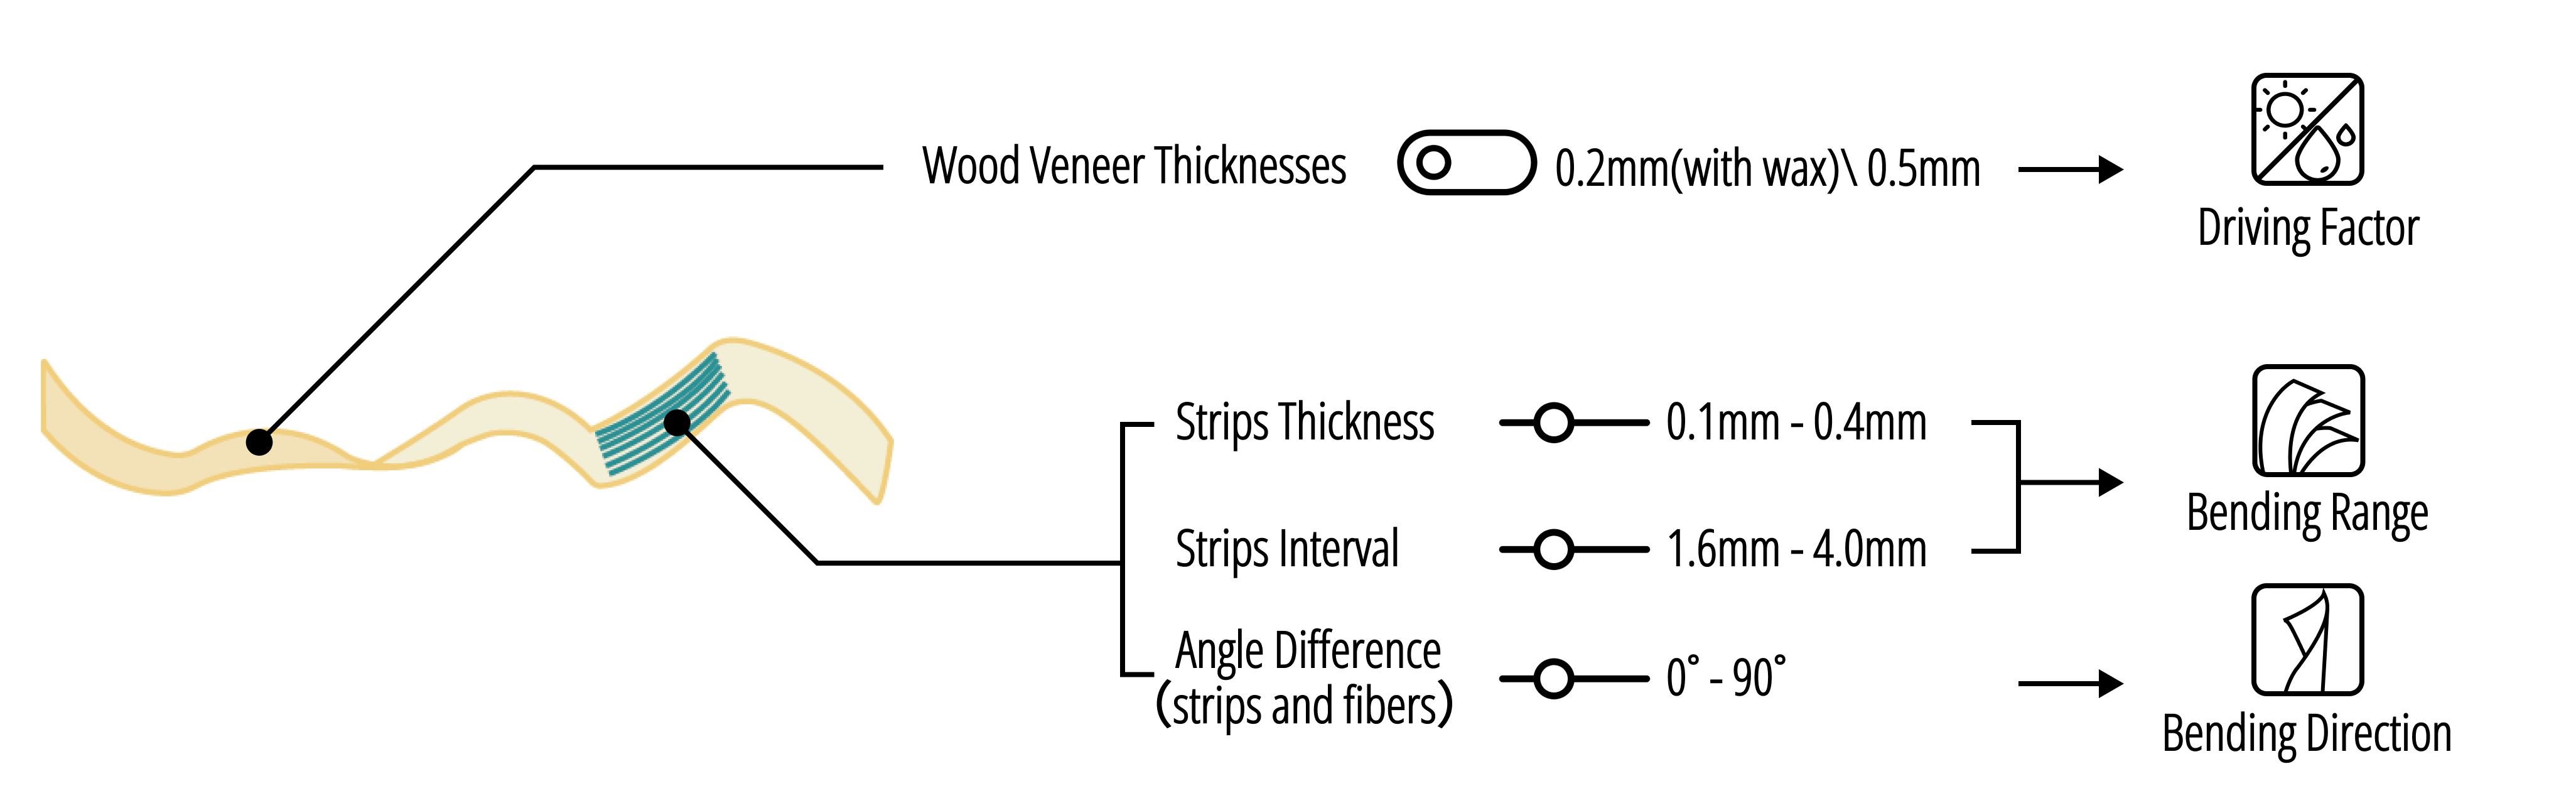 Wood Veneer Thicknesses 0.2mm(with wax)\ 0.5mm
Driving Factor
Strips Thickness 0.1mm - 0.4mm
Strips Interval 1.6mm - 4.0mm
Bending Range
Angle Difference
(strips and fibers)
0° - 90°
Bending Direction